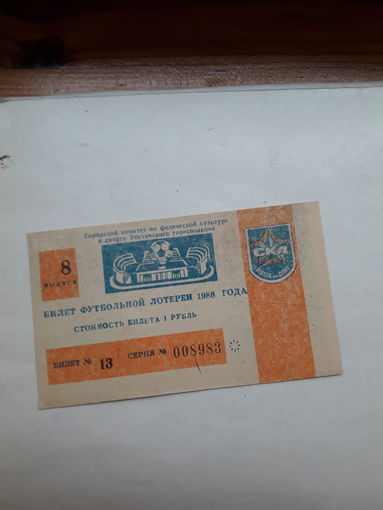 Городской комитет по физической культуре
и спорту Ростовского горисполкома
8
ВЫПУСК
БИЛЕТ ФУТБОЛЬНОЙ ЛОТЕРЕИ 1988 ГОДА
СТОИМОСТЬ БИЛЕТА 1 РУБЛЬ
БИЛЕТ № 13 СЕРИЯ № 008983